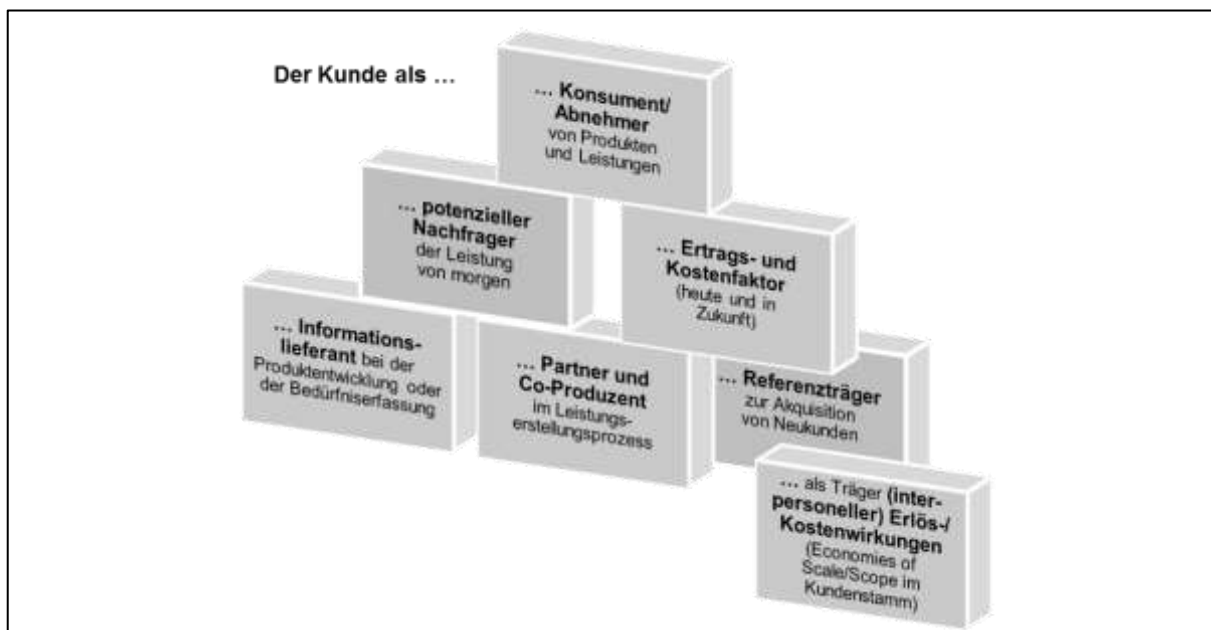 Der Kunde als …
… Konsument/
Abnehmer
von Produkten
und Leistungen
… potenzieller
Nachfrager
der Leistung
von morgen
… Ertrags- und
Kostenfaktor
(heute und in
Zukunft)
… Informations-
lieferant bei der
Produktentwicklung oder
der Bedürfniserfassung
… Partner und
Co-Produzent
im Leistungs-
erstellungsprozess
… Referenzträger
zur Akquisition
von Neukunden
… als Träger (inter-
personeller) Erlös-/
Kostenwirkungen
(Economies of
Scale/Scope im
Kundenstamm)